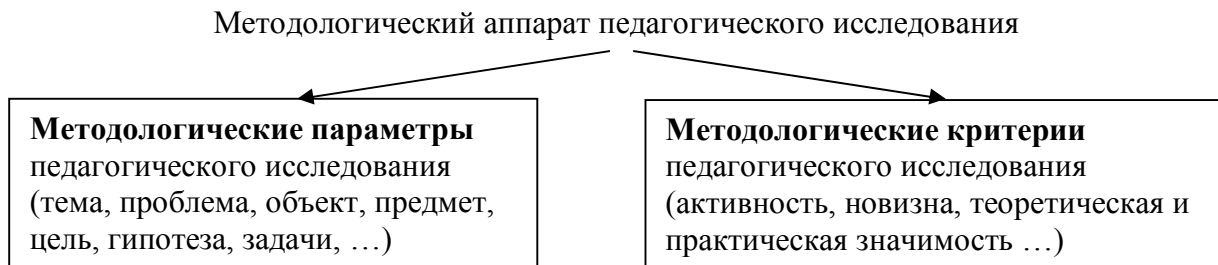 Методологический аппарат педагогического исследования
Методологические параметры
педагогического исследования
(тема, проблема, объект, предмет,
цель, гипотеза, задачи, …)
Методологические критерии
педагогического исследования
(активность, новизна, теоретическая и
практическая значимость …)